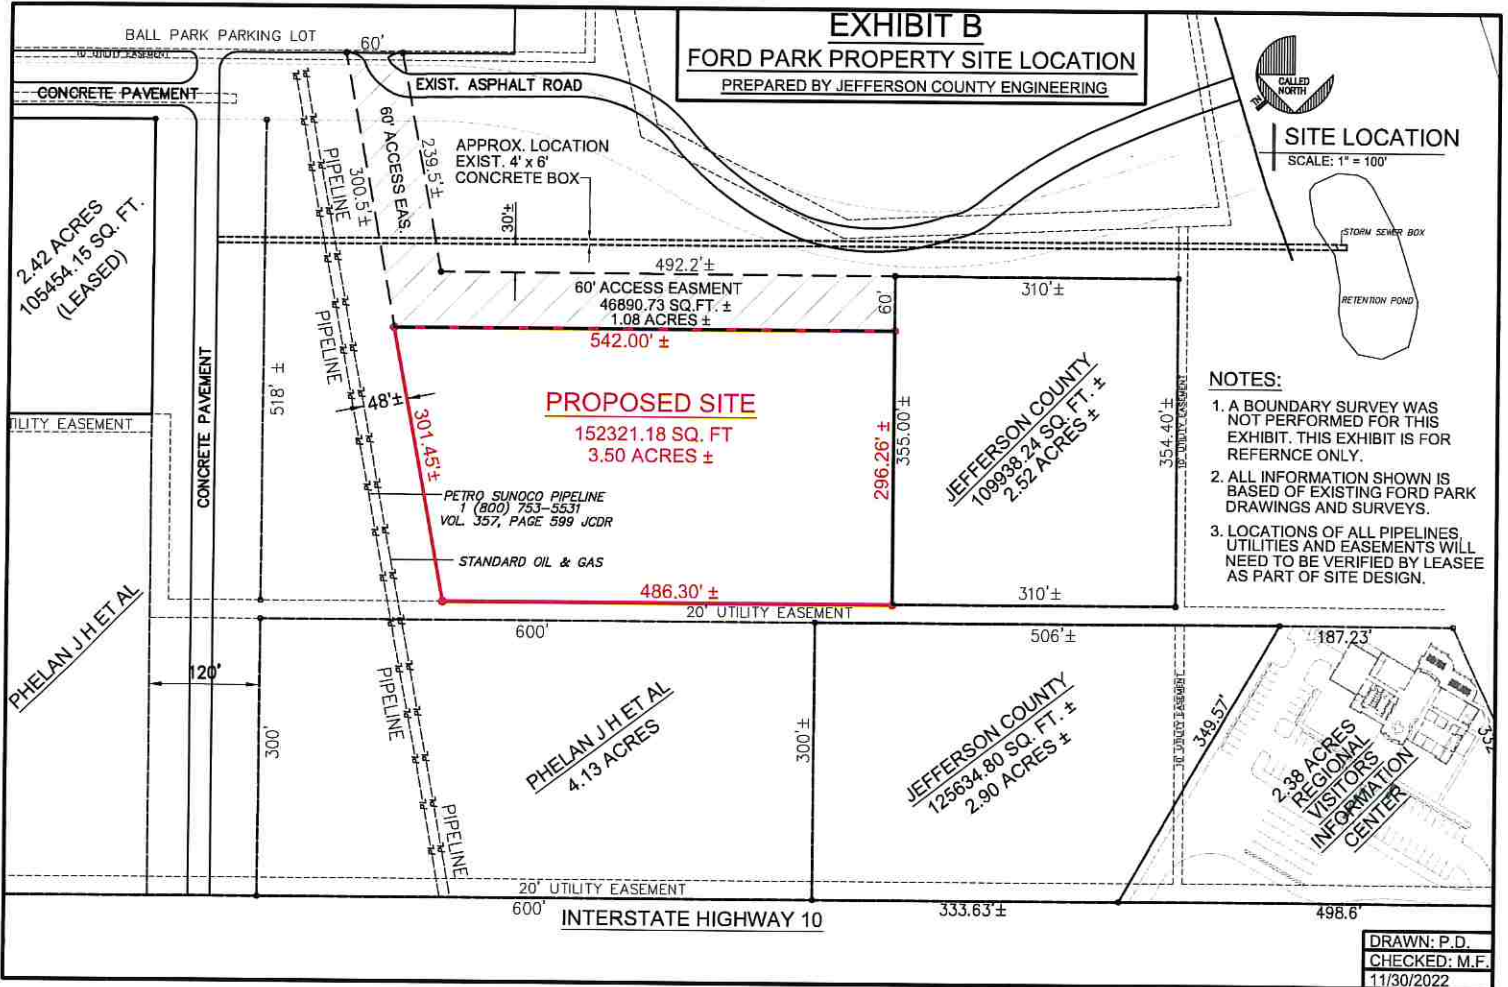 EXHIBIT B
FORD PARK PROPERTY SITE LOCATION
PREPARED BY JEFFERSON COUNTY ENGINEERING
BALL PARK PARKING LOT
10' UTILITY EASEMENT
CONCRETE PAVEMENT
60'
EXIST. ASPHALT ROAD
CALLED
NORTH
TN
SITE LOCATION
SCALE: 1" = 100'
2.42 ACRES
105454.15 SQ. FT.
(LEASED)
PIPELINE
300.5'±
60' ACCESS EAS.
239.5'±
APPROX. LOCATION
EXIST. 4' x 6'
CONCRETE BOX
30'±
STORM SEWER BOX
RETENTION POND
492.2'±
60' ACCESS EASMENT
46890.73 SQ.FT. ±
1.08 ACRES ±
60'
310'±
542.00' ±
PIPELINE
518' ±
CONCRETE PAVEMENT
48'±
301.45'±
PROPOSED SITE
152321.18 SQ. FT
3.50 ACRES ±
296.26' ±
355.00'±
JEFFERSON COUNTY
109938.24 SQ. FT. ±
2.52 ACRES ±
354.40'±
10' UTILITY EASEMENT
NOTES:
1. A BOUNDARY SURVEY WAS
NOT PERFORMED FOR THIS
EXHIBIT. THIS EXHIBIT IS FOR
REFERNCE ONLY.
2. ALL INFORMATION SHOWN IS
BASED OF EXISTING FORD PARK
DRAWINGS AND SURVEYS.
3. LOCATIONS OF ALL PIPELINES,
UTILITIES AND EASEMENTS WILL
NEED TO BE VERIFIED BY LEASEE
AS PART OF SITE DESIGN.
TILITY EASEMENT
PETRO SUNOCO PIPELINE
1 (800) 753-5531
VOL. 357, PAGE 599 JCDR
STANDARD OIL & GAS
486.30' ±
310'±
20' UTILITY EASEMENT
600'
506'±
187.23'
PHELAN J H ET AL
120'
300'
PIPELINE
PHELAN J H ET AL
4.13 ACRES
300'±
JEFFERSON COUNTY
125634.80 SQ. FT. ±
2.90 ACRES ±
10' UTILITY EASEMENT
349.57'
2.38 ACRES
REGIONAL
VISITORS
INFORMATION
CENTER
PIPELINE
20' UTILITY EASEMENT
600'
INTERSTATE HIGHWAY 10
333.63'±
498.6'
DRAWN: P.D.
CHECKED: M.F.
11/30/2022